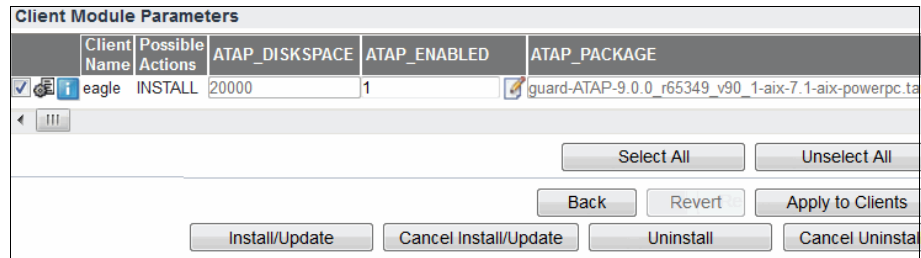 Client Module Parameters
Client Name Possible Actions ATAP_DISKSPACE ATAP_ENABLED ATAP_PACKAGE
eagle INSTALL 20000 1 guard-ATAP-9.0.0_r65349_v90_1-aix-7.1-aix-powerpc.ta
Select All Unselect All
Back Revert Apply to Clients
Install/Update Cancel Install/Update Uninstall Cancel Uninstal